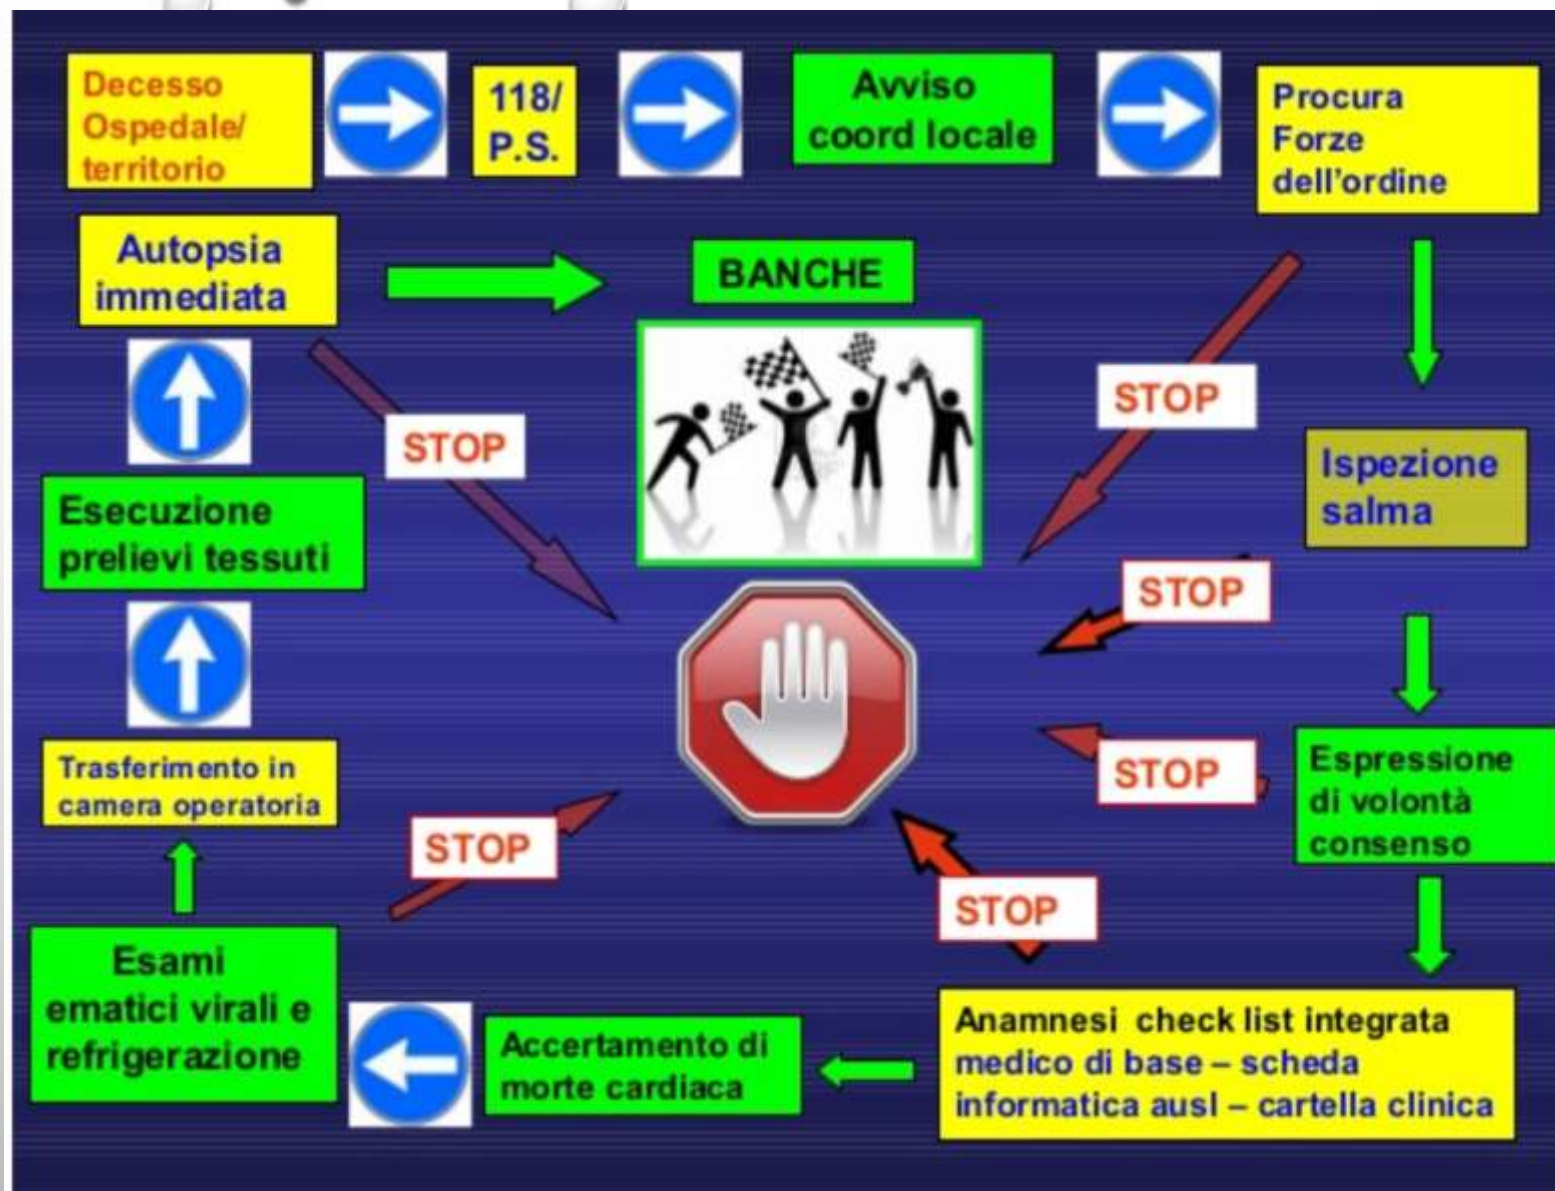 Decesso
Ospedale/
territorio
118/
P.S.
Avviso
coord locale
Procura
Forze
dell'ordine
Autopsia
immediata
BANCHE
STOP
STOP
Ispezione
salma
Esecuzione
prelievi tessuti
STOP
Trasferimento in
camera operatoria
STOP
Espressione
di volontà
consenso
STOP
STOP
Esami
ematici virali e
refrigerazione
Accertamento di
morte cardiaca
Anamnesi check list integrata
medico di base – scheda
informatica ausl – cartella clinica